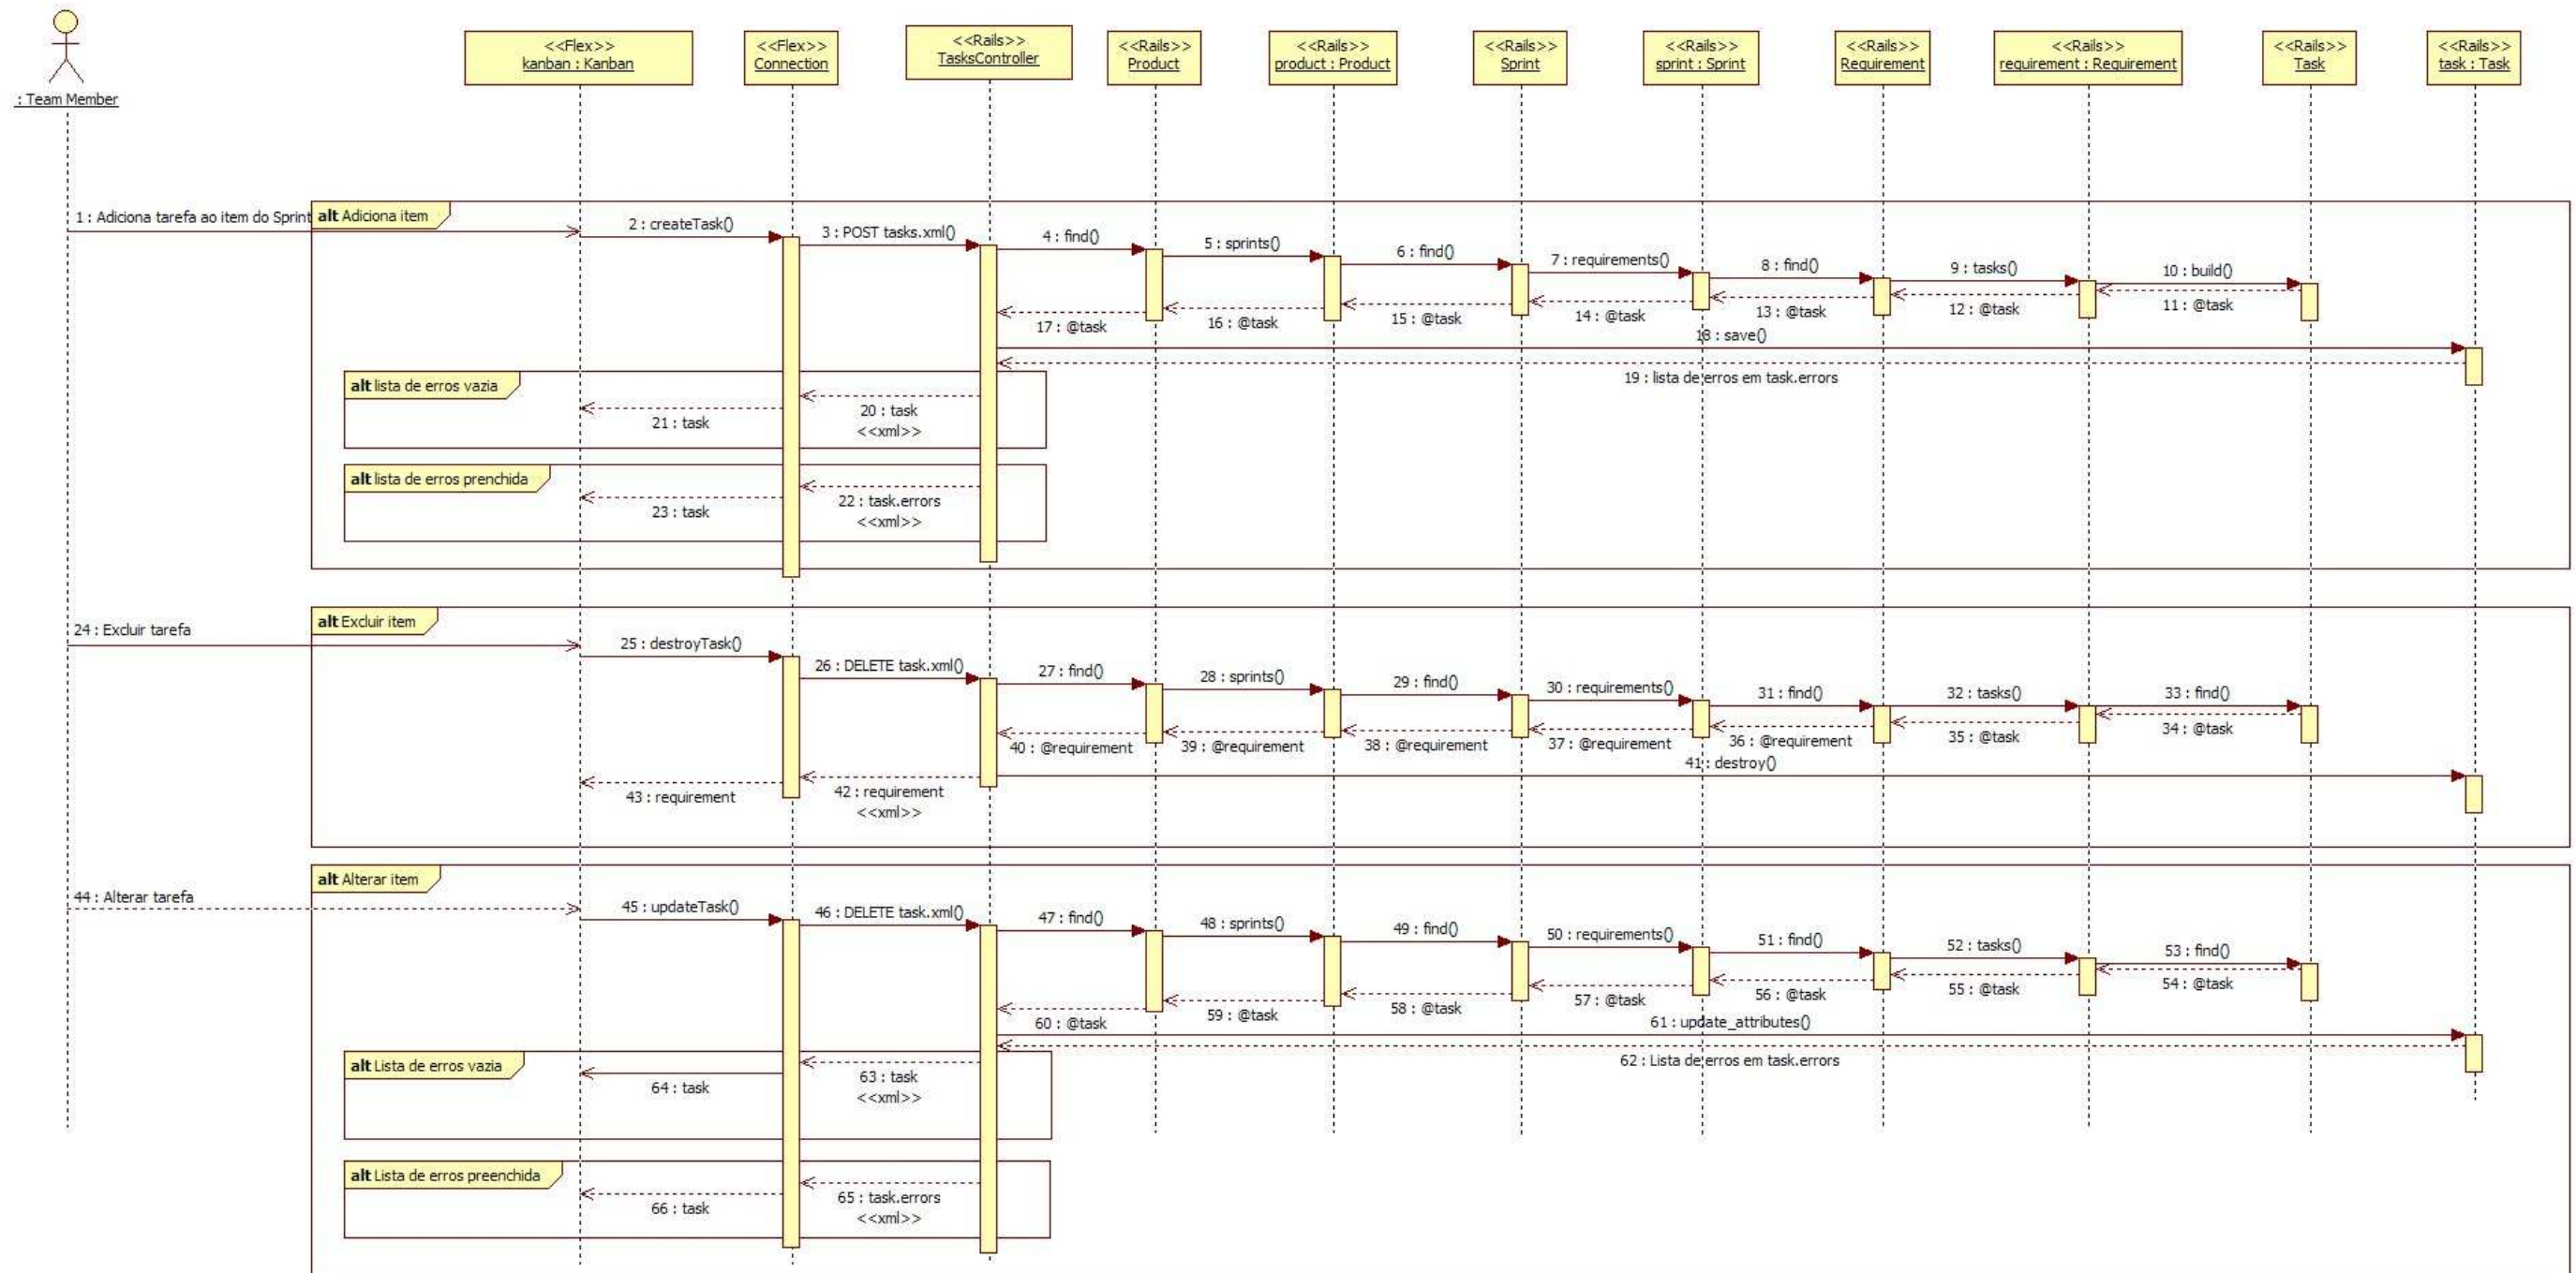 : Team Member
<<Flex>>
kanban : Kanban
<<Flex>>
Connection
<<Rails>>
TasksController
<<Rails>>
Product
<<Rails>>
product : Product
<<Rails>>
Sprint
<<Rails>>
sprint : Sprint
<<Rails>>
Requirement
<<Rails>>
requirement : Requirement
<<Rails>>
Task
<<Rails>>
task : Task
alt Adiciona item
1 : Adiciona tarefa ao item do Sprint
2 : createTask()
3 : POST tasks.xml()
4 : find()
5 : sprints()
6 : find()
7 : requirements()
8 : find()
9 : tasks()
10 : build()
11 : @task
12 : @task
13 : @task
14 : @task
15 : @task
16 : @task
17 : @task
18 : save()
19 : lista de erros em task.errors
alt lista de erros vazia
20 : task
<<xml>>
21 : task
alt lista de erros prenchida
22 : task.errors
<<xml>>
23 : task
alt Excluir item
24 : Excluir tarefa
25 : destroyTask()
26 : DELETE task.xml()
27 : find()
28 : sprints()
29 : find()
30 : requirements()
31 : find()
32 : tasks()
33 : find()
34 : @task
35 : @task
36 : @requirement
37 : @requirement
38 : @requirement
39 : @requirement
40 : @requirement
41 : destroy()
42 : requirement
<<xml>>
43 : requirement
alt Alterar item
44 : Alterar tarefa
45 : updateTask()
46 : DELETE task.xml()
47 : find()
48 : sprints()
49 : find()
50 : requirements()
51 : find()
52 : tasks()
53 : find()
54 : @task
55 : @task
56 : @task
57 : @task
58 : @task
59 : @task
60 : @task
61 : update_attributes()
62 : Lista de erros em task.errors
alt Lista de erros vazia
63 : task
<<xml>>
64 : task
alt Lista de erros preenchida
65 : task.errors
<<xml>>
66 : task